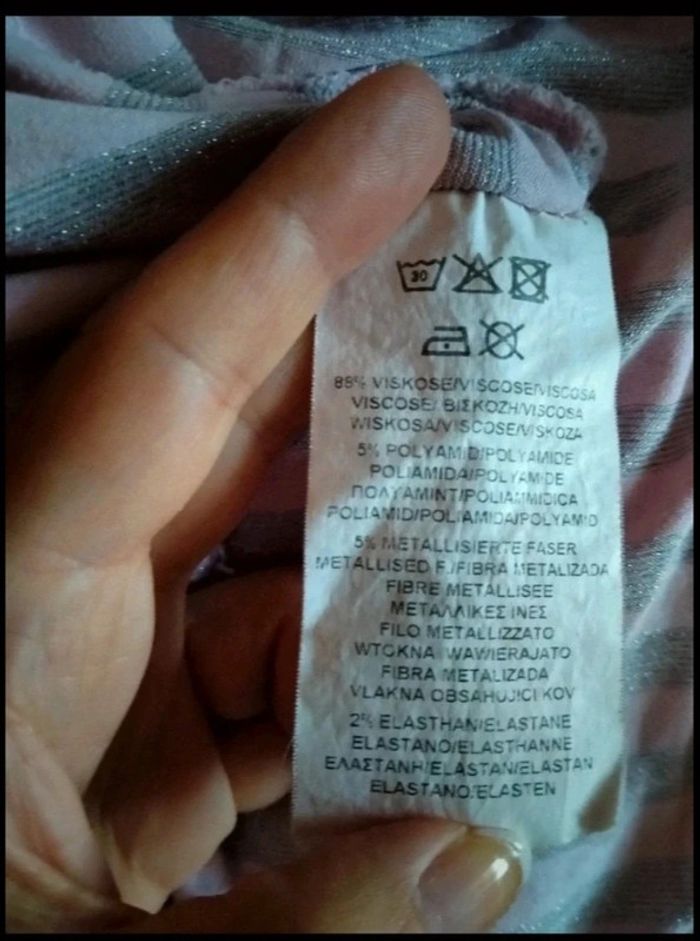 30
88% VISKOSE/VISCOSE/VISCOSA
VISCOSE/ ΒΙΣΚΟΖΗ/VISCOSA
WISKOSA/VISCOSE/VISKOZA
5% POLYAMID/POLYAMIDE
POLIAMIDA/POLYAMIDE
ΠΟΛΥΑΜΙΝΤ/POLIAMMIDICA
POLIAMID/POLIAMIDA/POLYAMID
5% METALLISIERTE FASER
METALLISED F./FIBRA METALIZADA
FIBRE METALLISEE
ΜΕΤΑΛΛΙΚΕΣ ΙΝΕΣ
FILO METALLIZZATO
WTOKNA WAWIERAJATO
FIBRA METALIZADA
VLAKNA OBSAHUJICI KOV
2% ELASTHAN/ELASTANE
ELASTANO/ELASTHANNE
ΕΛΑΣΤΑΝΗ/ELASTAN/ELASTAN
ELASTANO/ELASTEN